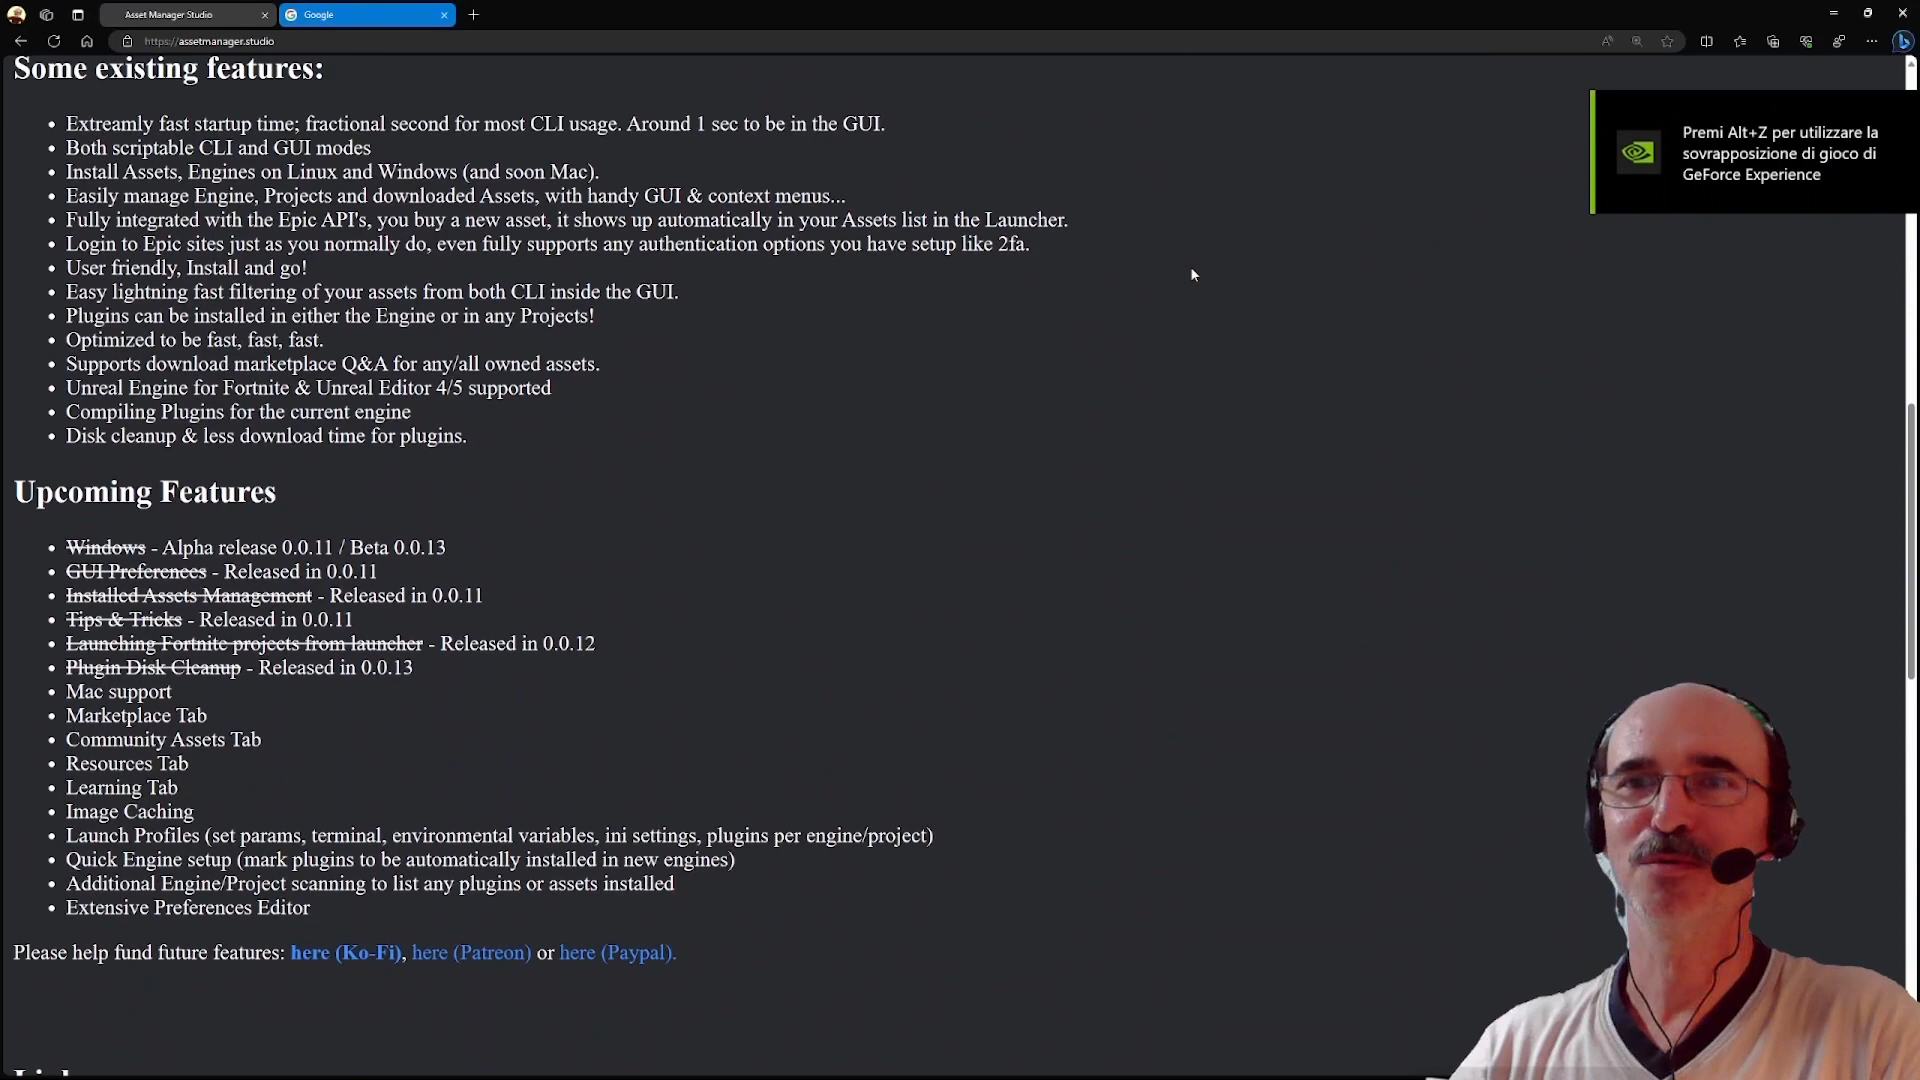 Asset Manager Studio
Google
https://assetmanager.studio
Some existing features:
• Extreamly fast startup time; fractional second for most CLI usage. Around 1 sec to be in the GUI.
• Both scriptable CLI and GUI modes
• Install Assets, Engines on Linux and Windows (and soon Mac).
• Easily manage Engine, Projects and downloaded Assets, with handy GUI & context menus...
• Fully integrated with the Epic API's, you buy a new asset, it shows up automatically in your Assets list in the Launcher.
• Login to Epic sites just as you normally do, even fully supports any authentication options you have setup like 2fa.
• User friendly, Install and go!
• Easy lightning fast filtering of your assets from both CLI inside the GUI.
• Plugins can be installed in either the Engine or in any Projects!
• Optimized to be fast, fast, fast.
• Supports download marketplace Q&A for any/all owned assets.
• Unreal Engine for Fortnite & Unreal Editor 4/5 supported
• Compiling Plugins for the current engine
• Disk cleanup & less download time for plugins.
Premi Alt+Z per utilizzare la
sovrapposizione di gioco di
GeForce Experience
Upcoming Features
• Windows - Alpha release 0.0.11 / Beta 0.0.13
• GUI Preferences - Released in 0.0.11
• Installed Assets Management - Released in 0.0.11
• Tips & Tricks - Released in 0.0.11
• Launching Fortnite projects from launcher - Released in 0.0.12
• Plugin Disk Cleanup - Released in 0.0.13
• Mac support
• Marketplace Tab
• Community Assets Tab
• Resources Tab
• Learning Tab
• Image Caching
• Launch Profiles (set params, terminal, environmental variables, ini settings, plugins per engine/project)
• Quick Engine setup (mark plugins to be automatically installed in new engines)
• Additional Engine/Project scanning to list any plugins or assets installed
• Extensive Preferences Editor
Please help fund future features: here (Ko-Fi), here (Patreon) or here (Paypal).